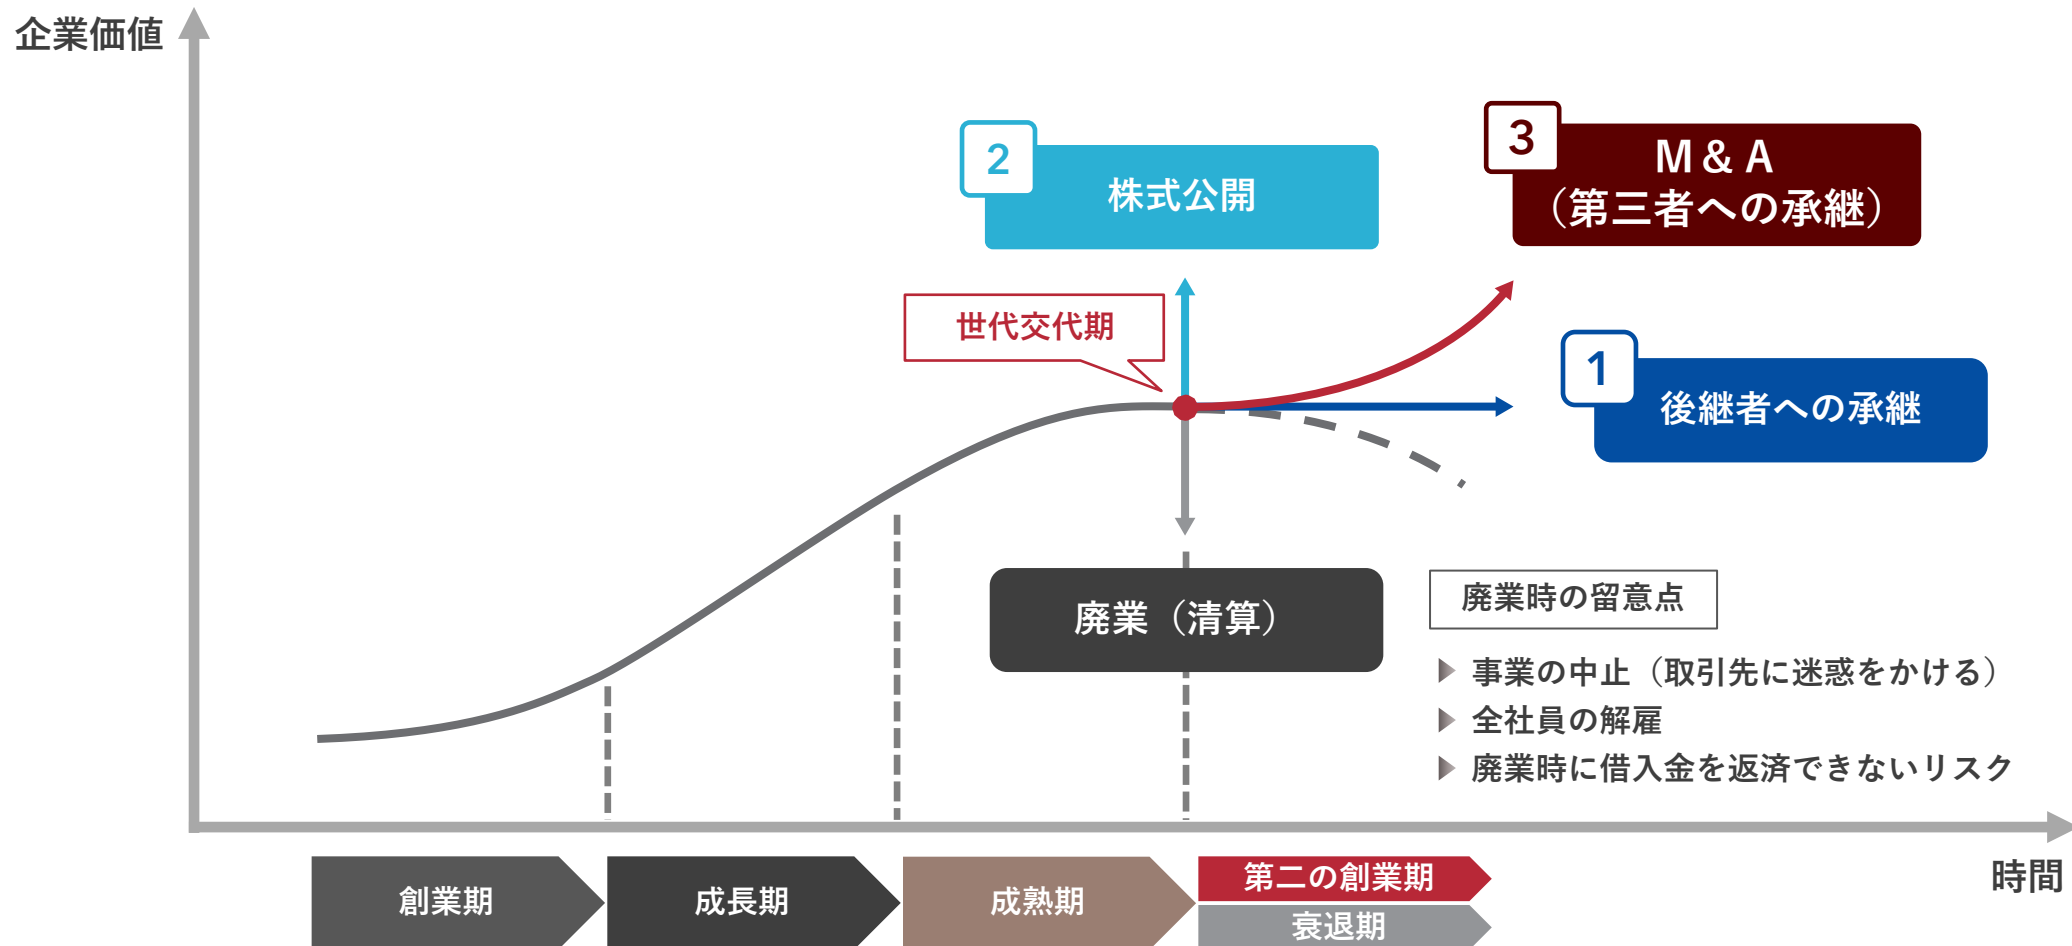 企業価値
2
株式公開
3
M & A
（第三者への承継）
世代交代期
1
後継者への承継
廃業（清算）
廃業時の留意点
事業の中止（取引先に迷惑をかける）
全社員の解雇
廃業時に借入金を返済できないリスク
時間
創業期
成長期
成熟期
第二の創業期
衰退期